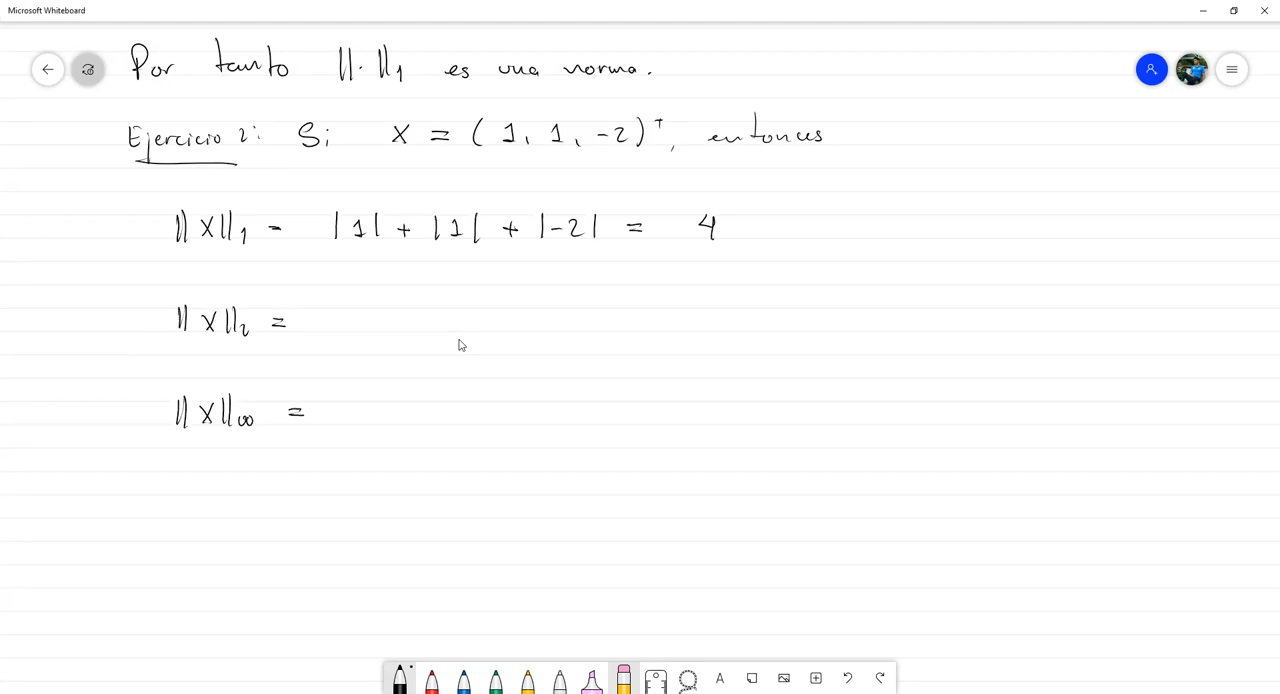 Microsoft Whiteboard
Por tanto ||·||₁ es una norma.
Ejercicio 2: Si x = (1, 1, -2)ᵀ, entonces
||x||₁ = |1| + |1| + |-2| = 4
||x||₂ =
||x||∞ =
A